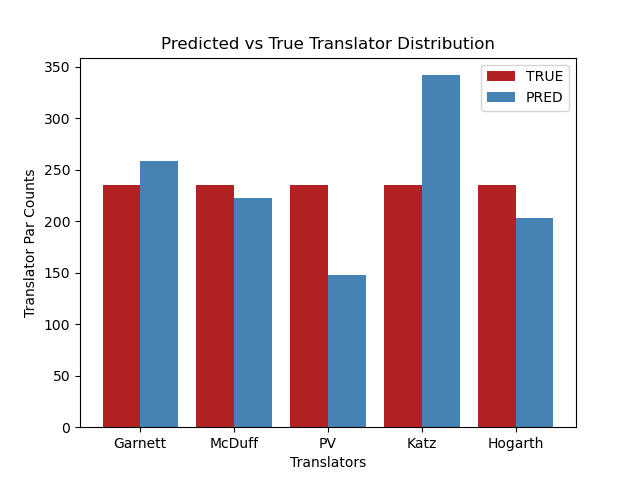 Predicted vs True Translator Distribution
TRUE
PRED
Translator Par Counts
350
300
250
200
150
100
50
0
Garnett McDuff PV Katz Hogarth
Translators